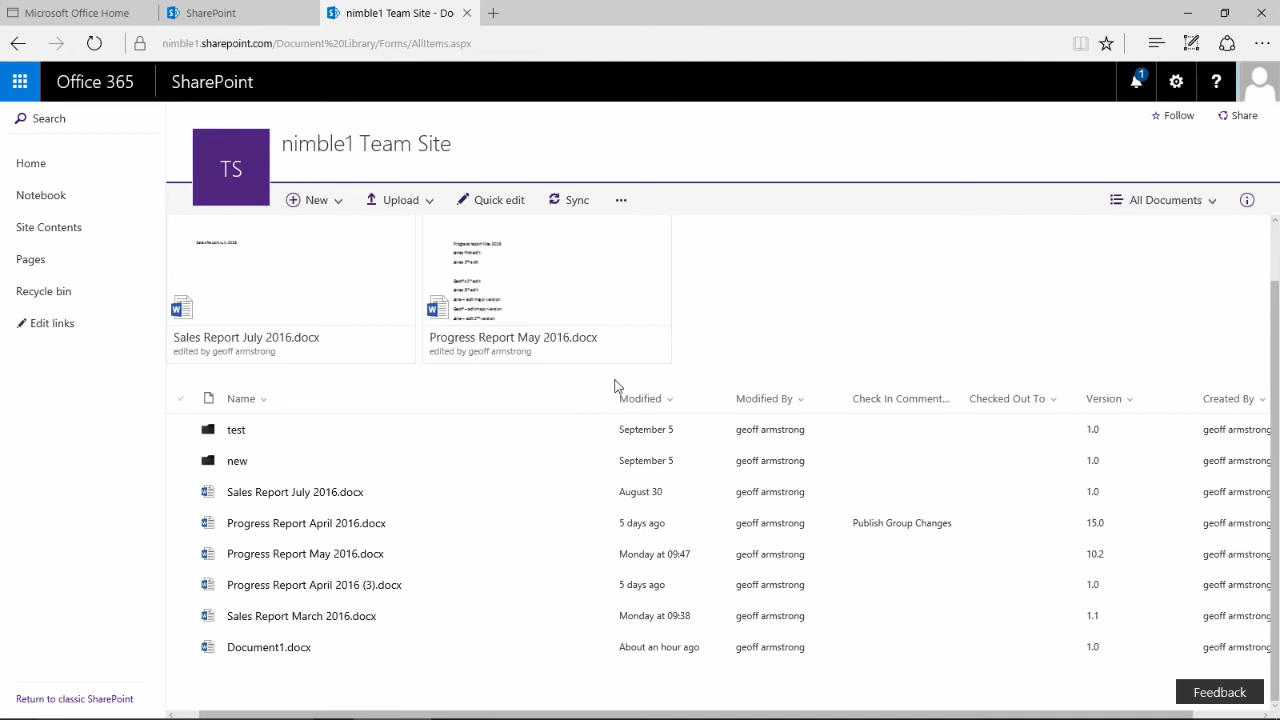 Microsoft Office Home
SharePoint
nimble1 Team Site - Do
nimble1.sharepoint.com/Document%20Library/Forms/AllItems.aspx
Office 365
SharePoint
1
?
Search
Follow
Share
TS
nimble1 Team Site
Home
Notebook
Site Contents
Pages
Recycle bin
Edit links
New
Upload
Quick edit
Sync
All Documents
Sales Report July 2016
Sales Report July 2016.docx
edited by geoff armstrong
Progress report May 2016
Progress Report May 2016.docx
edited by geoff armstrong
Name Modified Modified By Check In Comment... Checked Out To Version Created By
test September 5 geoff armstrong 1.0 geoff armstrong
new September 5 geoff armstrong 1.0 geoff armstrong
Sales Report July 2016.docx August 30 geoff armstrong 1.0 geoff armstrong
Progress Report April 2016.docx 5 days ago geoff armstrong Publish Group Changes 15.0 geoff armstrong
Progress Report May 2016.docx Monday at 09:47 geoff armstrong 10.2 geoff armstrong
Progress Report April 2016 (3).docx 5 days ago geoff armstrong 1.0 geoff armstrong
Sales Report March 2016.docx Monday at 09:38 geoff armstrong 1.1 geoff armstrong
Document1.docx About an hour ago geoff armstrong 1.0 geoff armstrong
Return to classic SharePoint
Feedback